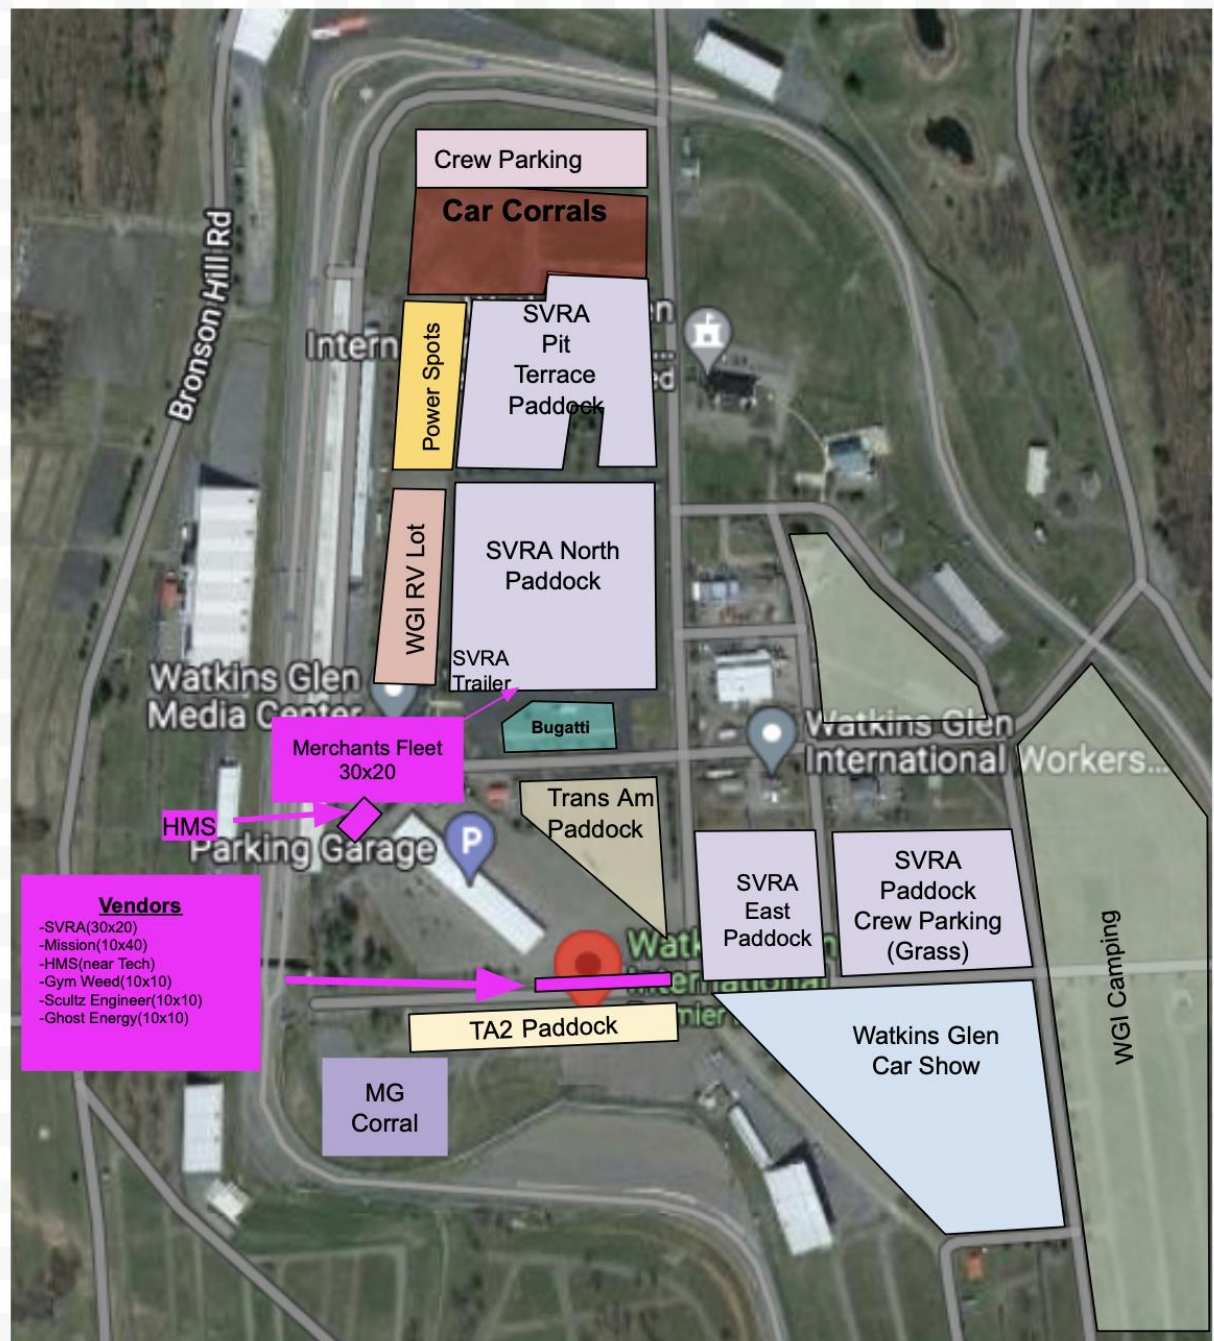 Crew Parking
Car Corrals
Bronson Hill Rd
Intern
en
ed
SVRA
Pit
Terrace
Paddock
Power Spots
WGI RV Lot
SVRA North
Paddock
SVRA
Trailer
Watkins Glen
Media Center
Merchants Fleet
30x20
Bugatti
Watkins Glen
International Workers...
HMS
Parking Garage
P
Trans Am
Paddock
SVRA
East
Paddock
SVRA
Paddock
Crew Parking
(Grass)
Vendors
-SVRA(30x20)
-Mission(10x40)
-HMS(near Tech)
-Gym Weed(10x10)
-Scultz Engineer(10x10)
-Ghost Energy(10x10)
TA2 Paddock
MG
Corral
Watkins Glen
Car Show
WGI Camping